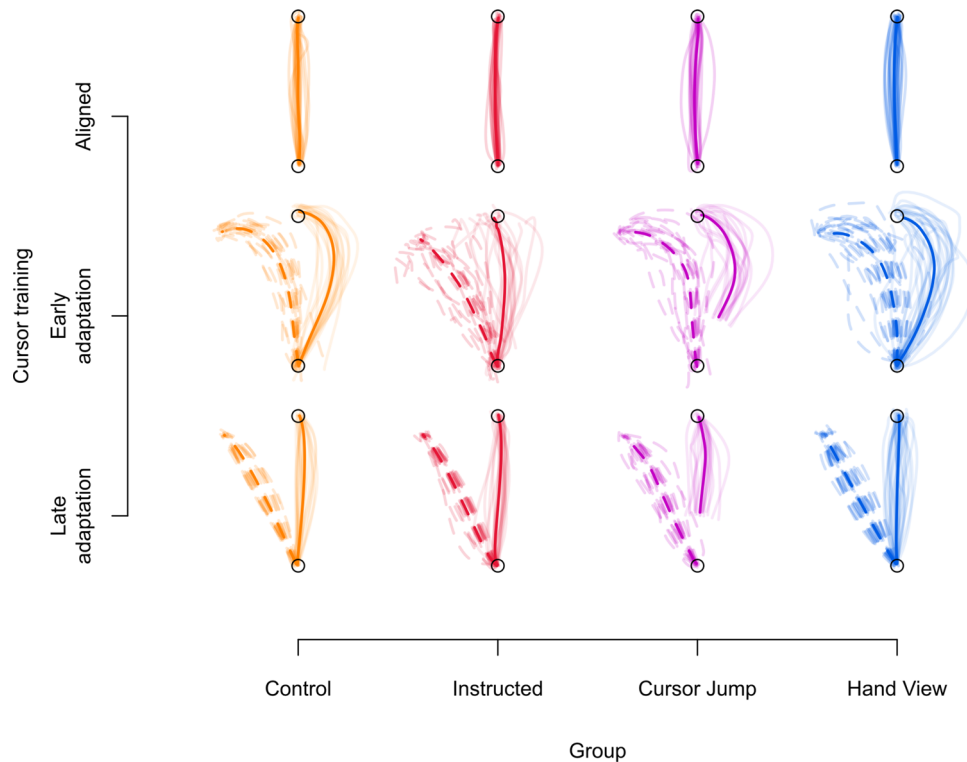 Cursor training
Aligned
Early
adaptation
Late
adaptation
Control
Instructed
Cursor Jump
Hand View
Group